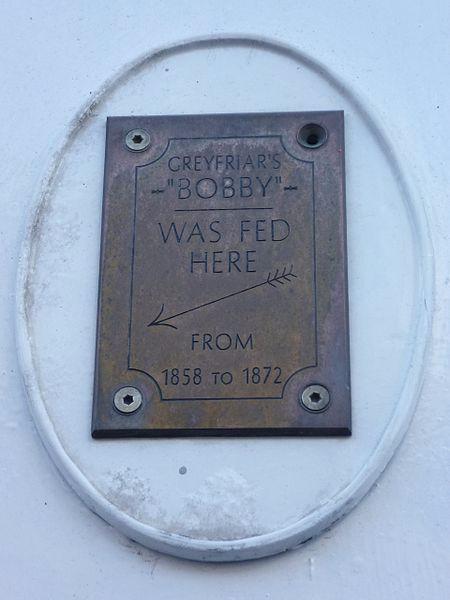 GREYFRIAR'S
"BOBBY"
WAS FED
HERE
FROM
1858 TO 1872